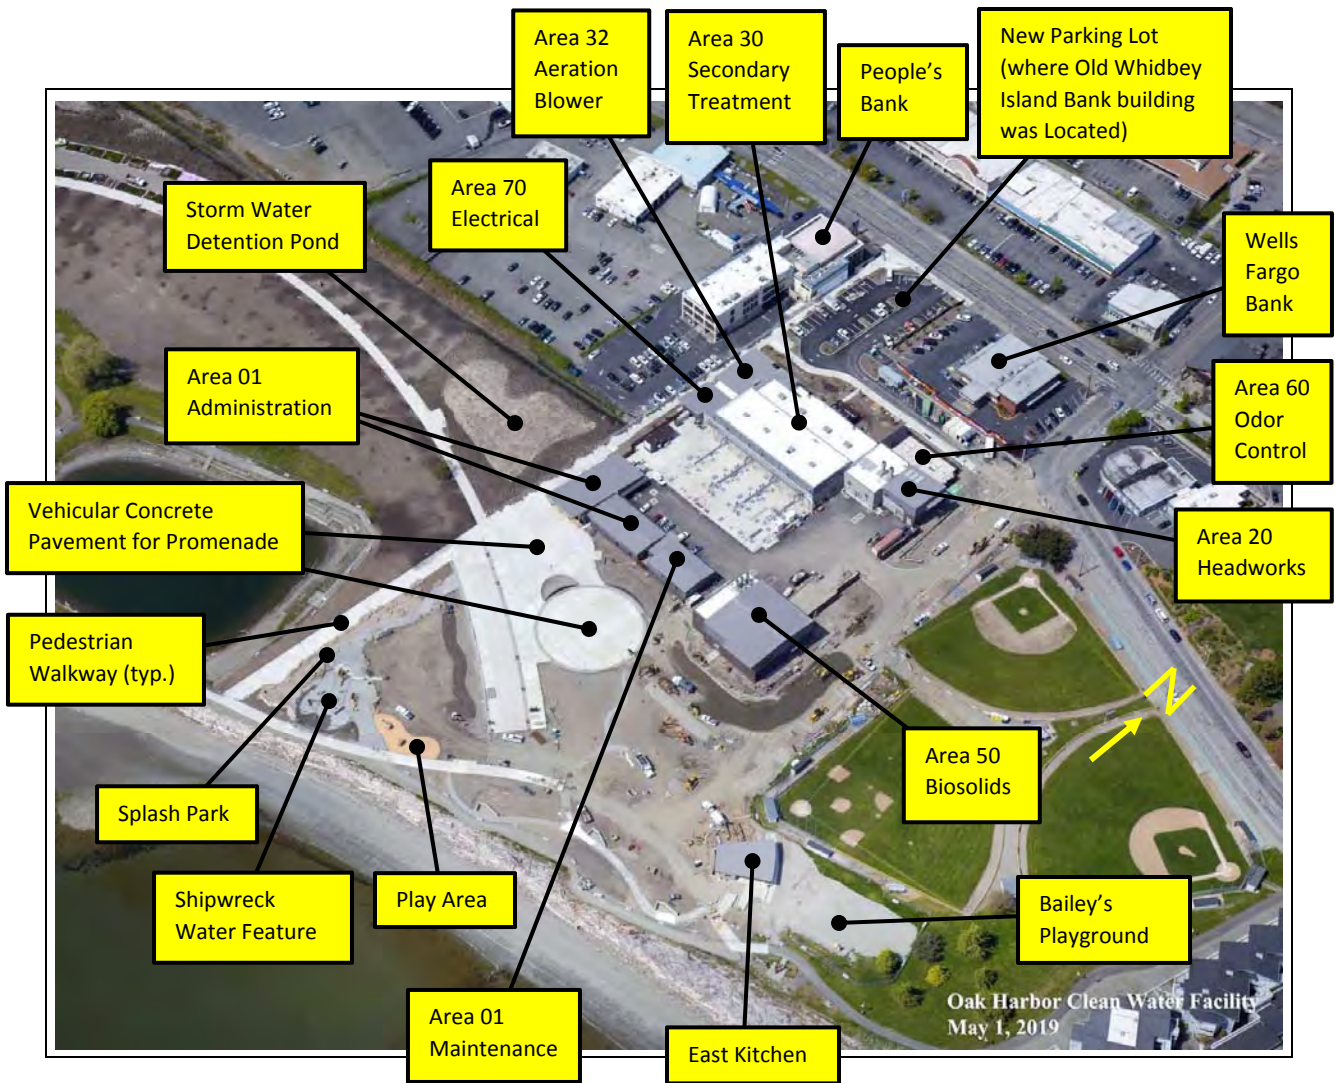 Area 32
Aeration
Blower
Area 30
Secondary
Treatment
People’s
Bank
New Parking Lot
(where Old Whidbey
Island Bank building
was Located)
Area 70
Electrical
Storm Water
Detention Pond
Wells
Fargo
Bank
Area 01
Administration
Area 60
Odor
Control
Vehicular Concrete
Pavement for Promenade
Area 20
Headworks
Pedestrian
Walkway (typ.)
N
Area 50
Biosolids
Splash Park
Shipwreck
Water Feature
Play Area
Bailey’s
Playground
Area 01
Maintenance
East Kitchen
Oak Harbor Clean Water Facility
May 1, 2019